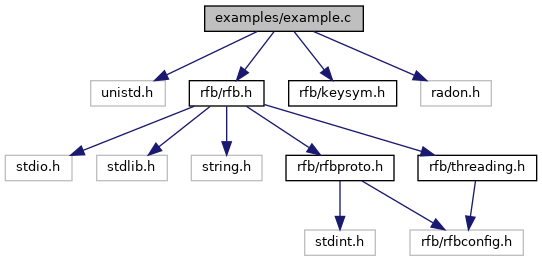 examples/example.c
unistd.h
rfb/rfb.h
rfb/keysym.h
radon.h
stdio.h
stdlib.h
string.h
rfb/rfbproto.h
rfb/threading.h
stdint.h
rfb/rfbconfig.h